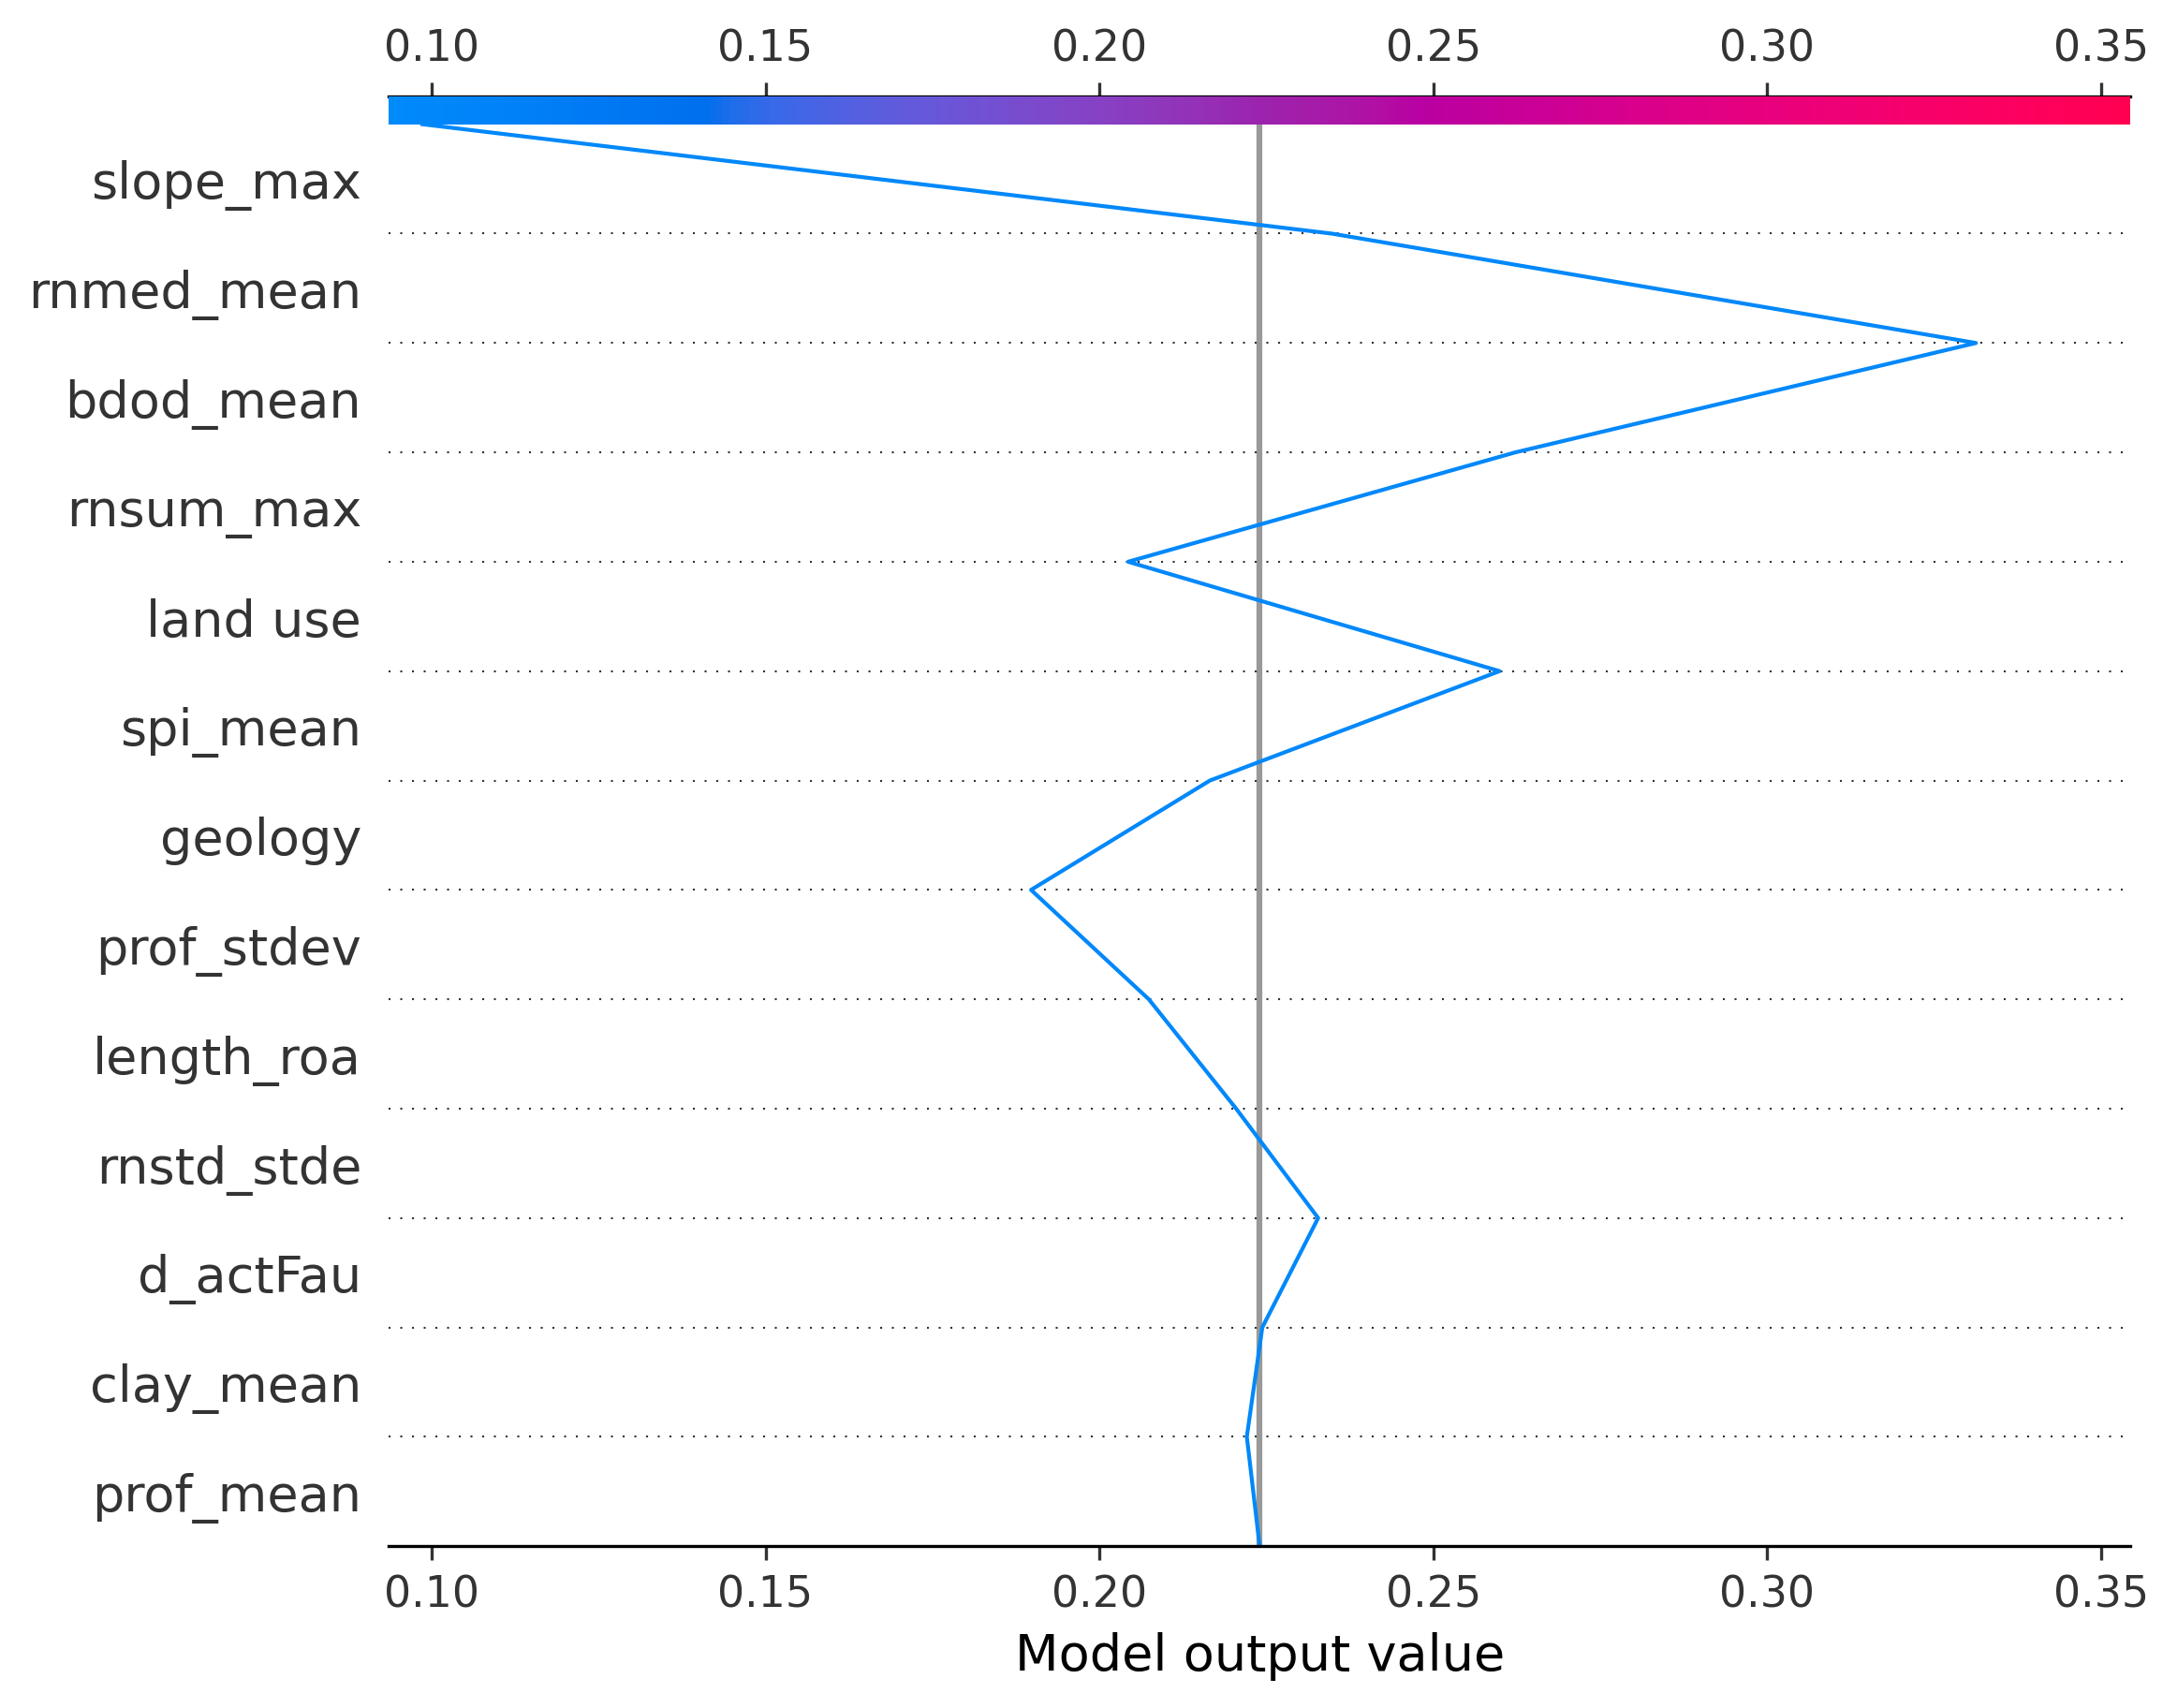 0.10 0.15 0.20 0.25 0.30 0.35
slope_max
rnmed_mean
bdod_mean
rnsum_max
land use
spi_mean
geology
prof_stdev
length_roa
rnstd_stde
d_actFau
clay_mean
prof_mean
0.10 0.15 0.20 0.25 0.30 0.35
Model output value